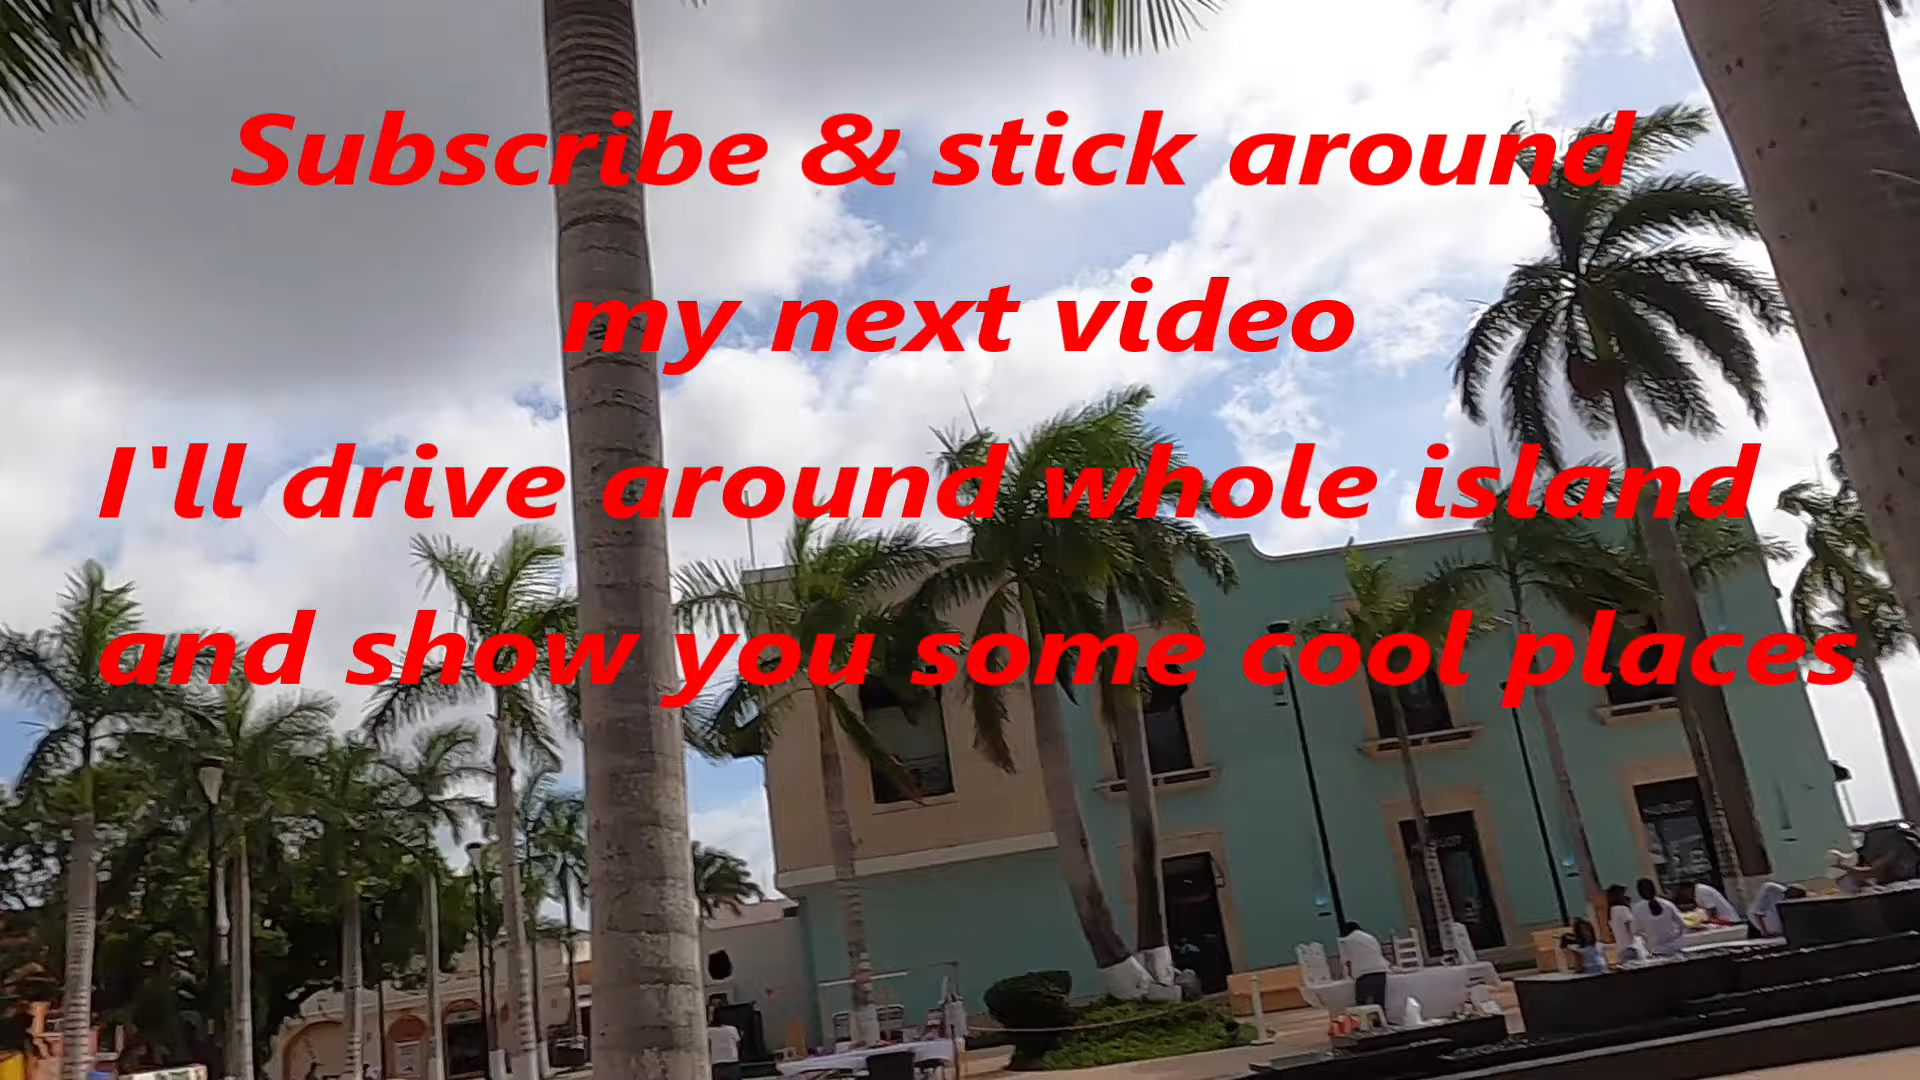 Subscribe & stick around
my next video
I'll drive around whole island
and show you some cool places